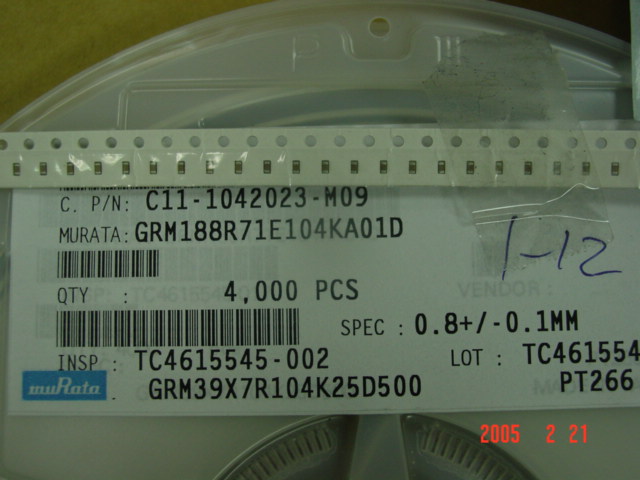 C. P/N: C11-1042023-M09
MURATA: GRM188R71E104KA01D
1-12
QTY : 4,000 PCS
VENDOR :
SPEC : 0.8+/-0.1MM
INSP : TC4615545-002
LOT : TC461554
muRata GRM39X7R104K25D500
PT266
2005 2 21